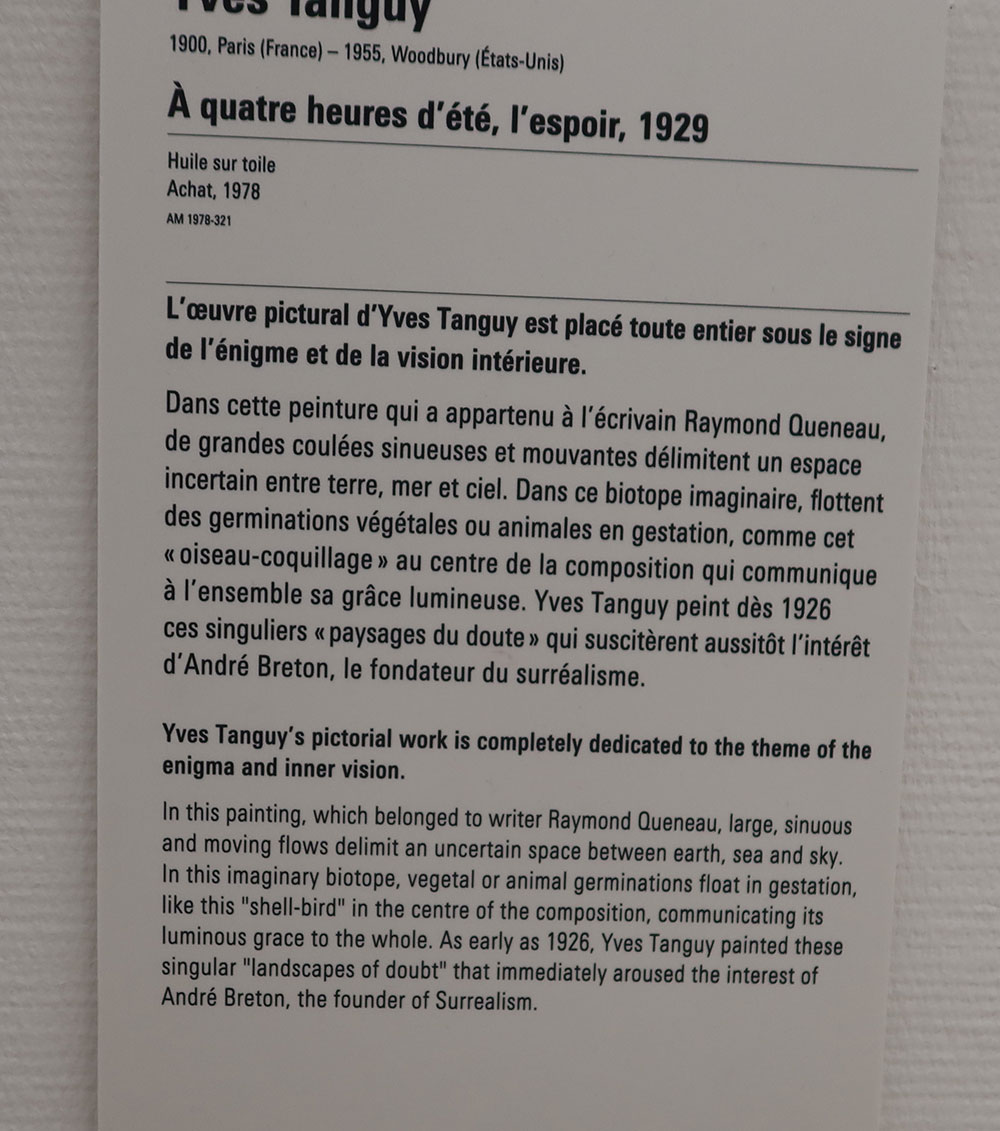 Yves Tanguy
1900, Paris (France) – 1955, Woodbury (États-Unis)
À quatre heures d’été, l’espoir, 1929
Huile sur toile
Achat, 1978
AM 1978-321
L’œuvre pictural d’Yves Tanguy est placé toute entier sous le signe
de l’énigme et de la vision intérieure.
Dans cette peinture qui a appartenu à l’écrivain Raymond Queneau,
de grandes coulées sinueuses et mouvantes délimitent un espace
incertain entre terre, mer et ciel. Dans ce biotope imaginaire, flottent
des germinations végétales ou animales en gestation, comme cet
« oiseau-coquillage » au centre de la composition qui communique
à l’ensemble sa grâce lumineuse. Yves Tanguy peint dès 1926
ces singuliers « paysages du doute » qui suscitèrent aussitôt l’intérêt
d’André Breton, le fondateur du surréalisme.
Yves Tanguy’s pictorial work is completely dedicated to the theme of the
enigma and inner vision.
In this painting, which belonged to writer Raymond Queneau, large, sinuous
and moving flows delimit an uncertain space between earth, sea and sky.
In this imaginary biotope, vegetal or animal germinations float in gestation,
like this "shell-bird" in the centre of the composition, communicating its
luminous grace to the whole. As early as 1926, Yves Tanguy painted these
singular "landscapes of doubt" that immediately aroused the interest of
André Breton, the founder of Surrealism.